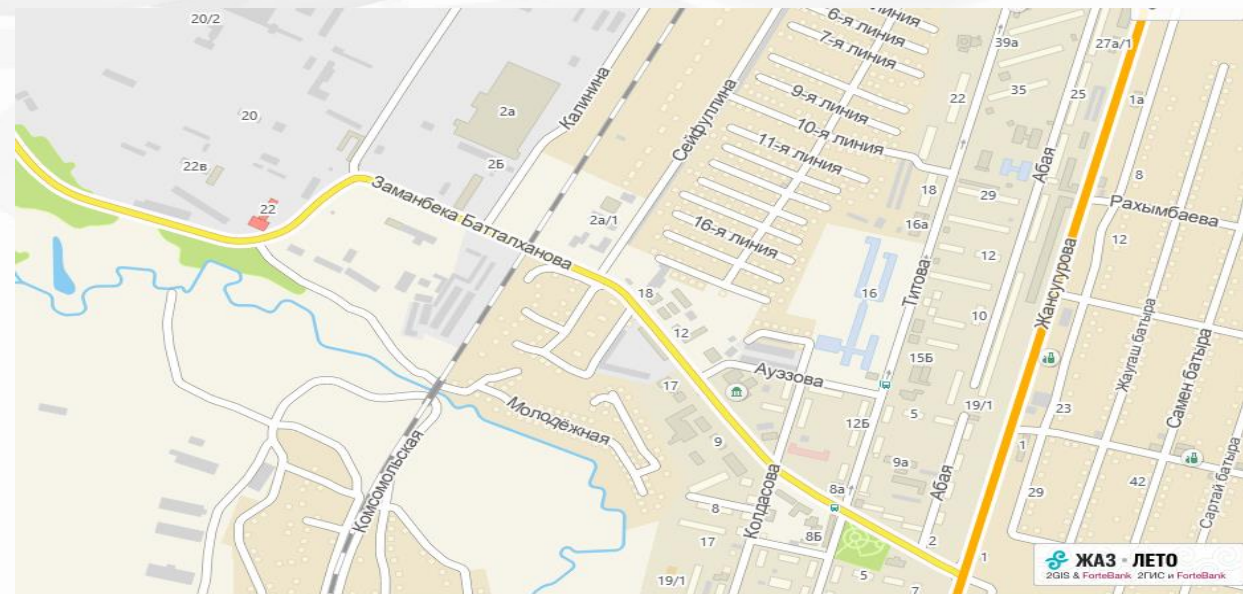 20/2
6-я линия
линия
7-я линия
39а
27а/1
2а
Калинина
9-я линия
22
35
25
1а
20
10-я линия
Сейфуллина
11-я линия
22в
2Б
Абая
8
18
29
Рахымбаева
Заманбека Батталханова
22
2а/1
16-я линия
16а
12
12
Титова
Жансугурова
18
16
10
Жаугаш батыра
Самен батыра
12
15Б
Ауэзова
17
5
19/1
23
Молодёжная
12Б
9
1
9а
Комсомольская
Колдасова
8а
Абая
29
42
Сартай батыра
8
17
8Б
2
1
19/1
5
7
ЖАЗ · ЛЕТО
2GIS & ForteBank 2ГИС и ForteBank